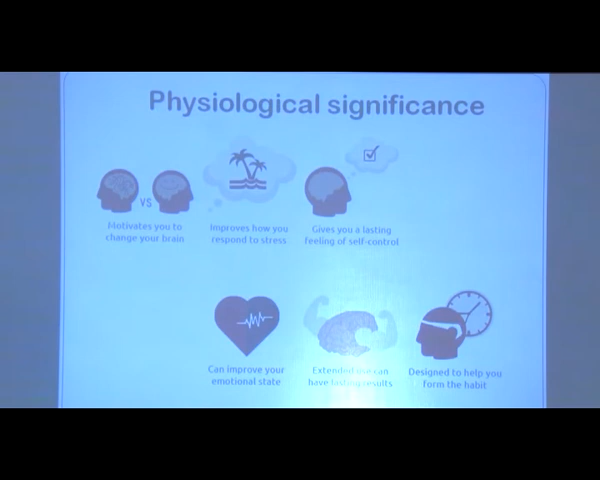 Physiological significance
VS
Motivates you to
change your brain
Improves how you
respond to stress
Gives you a lasting
feeling of self-control
Can improve your
emotional state
Extended use can
have lasting results
Designed to help you
form the habit